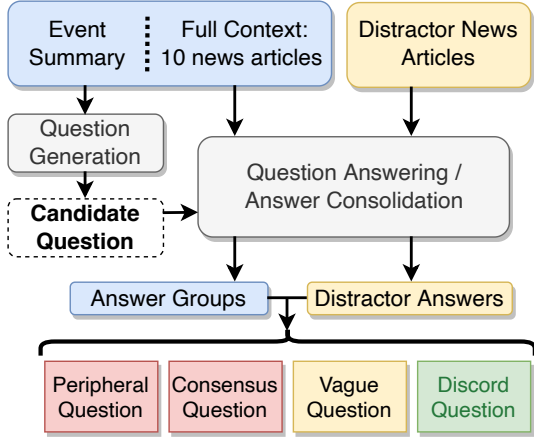 Event
Summary
Full Context:
10 news articles
Distractor News
Articles
Question
Generation
Question Answering /
Answer Consolidation
Candidate
Question
Answer Groups
Distractor Answers
Peripheral
Question
Consensus
Question
Vague
Question
Discord
Question